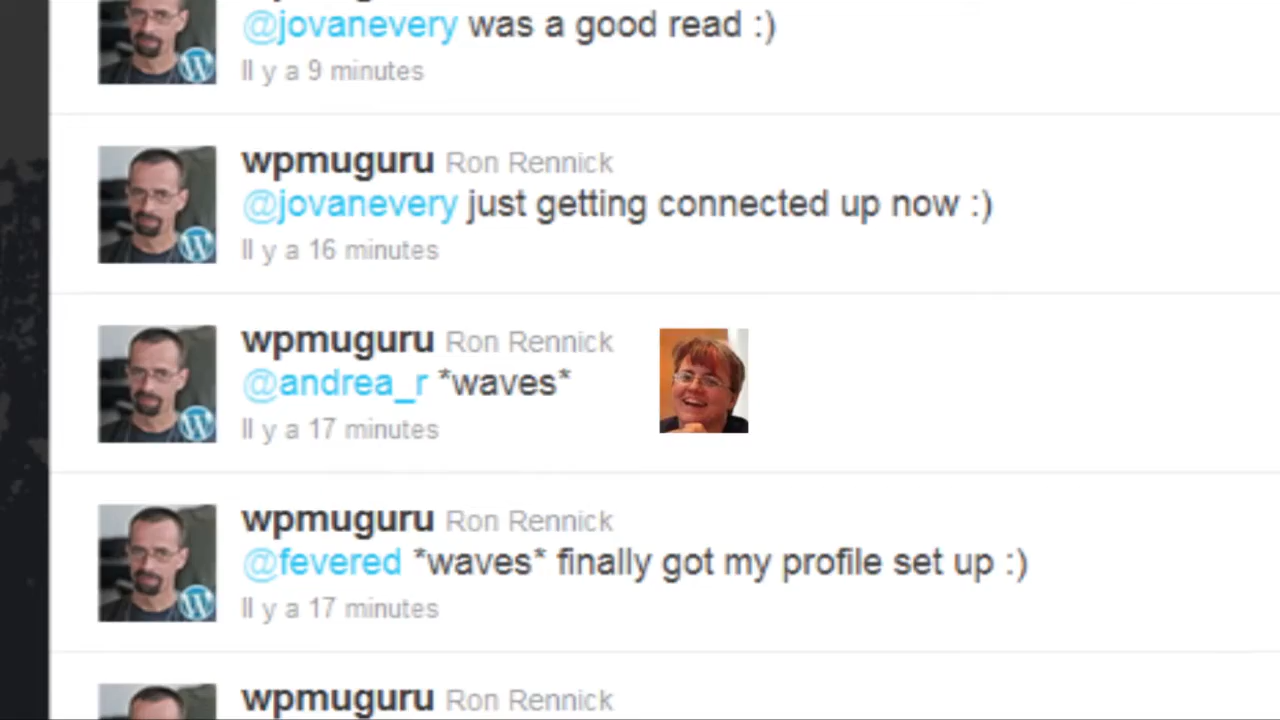 @jovanevery was a good read :)
Il y a 9 minutes
wpmuguru Ron Rennick
@jovanevery just getting connected up now :)
Il y a 16 minutes
wpmuguru Ron Rennick
@andrea_r *waves*
Il y a 17 minutes
wpmuguru Ron Rennick
@fevered *waves* finally got my profile set up :)
Il y a 17 minutes
wpmuguru Ron Rennick